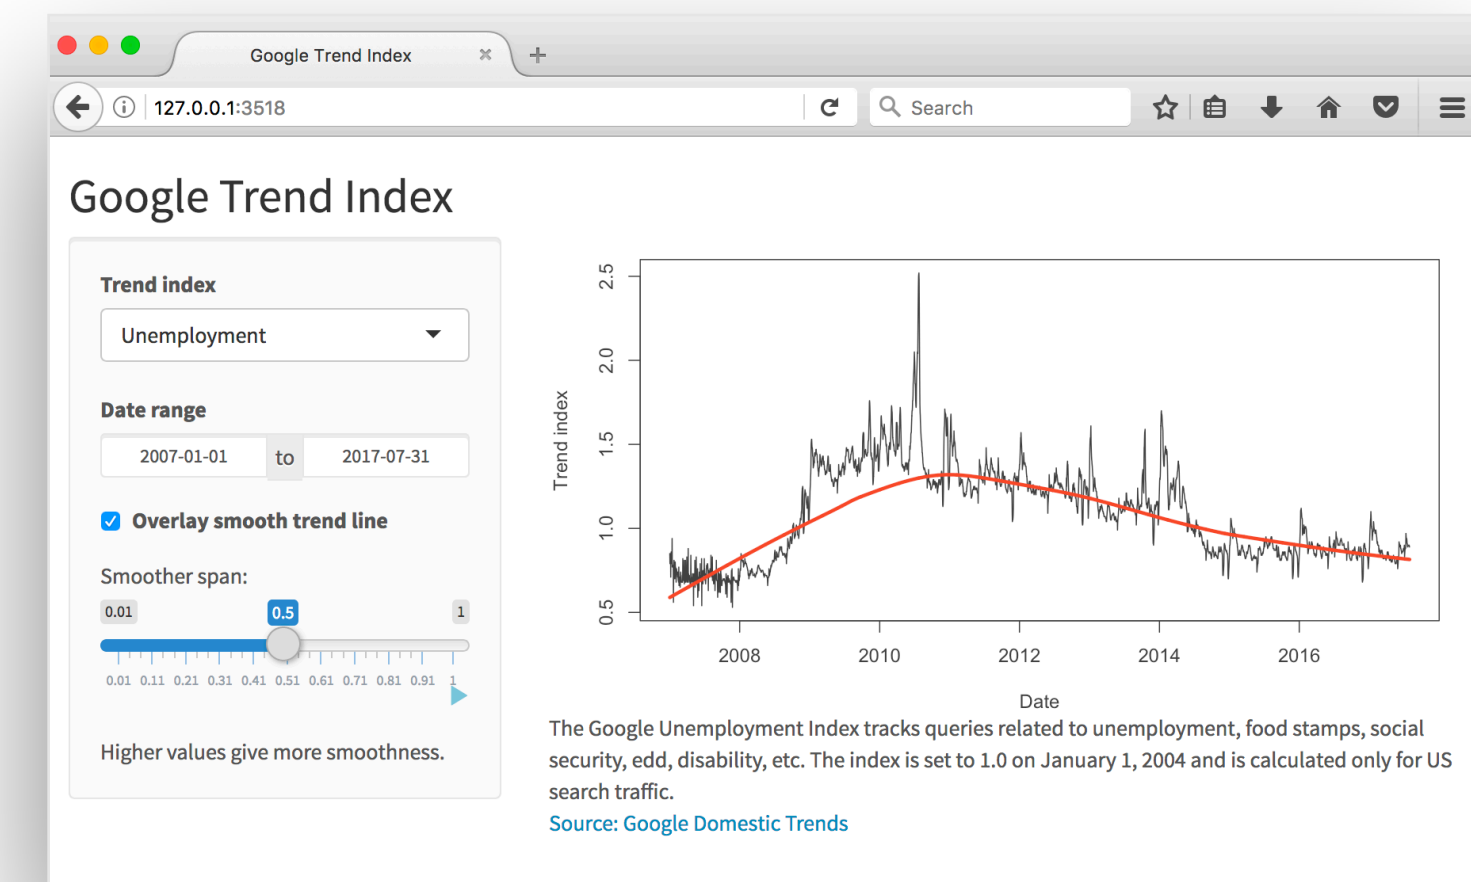 Google Trend Index
127.0.0.1:3518
Search
Google Trend Index
Trend index
Unemployment
Date range
2007-01-01 to 2017-07-31
Overlay smooth trend line
Smoother span:
0.01 0.5 1
0.01 0.11 0.21 0.31 0.41 0.51 0.61 0.71 0.81 0.91 1
Higher values give more smoothness.
Trend index
2.5
2.0
1.5
1.0
0.5
2008 2010 2012 2014 2016
Date
The Google Unemployment Index tracks queries related to unemployment, food stamps, social
security, edd, disability, etc. The index is set to 1.0 on January 1, 2004 and is calculated only for US
search traffic.
Source: Google Domestic Trends